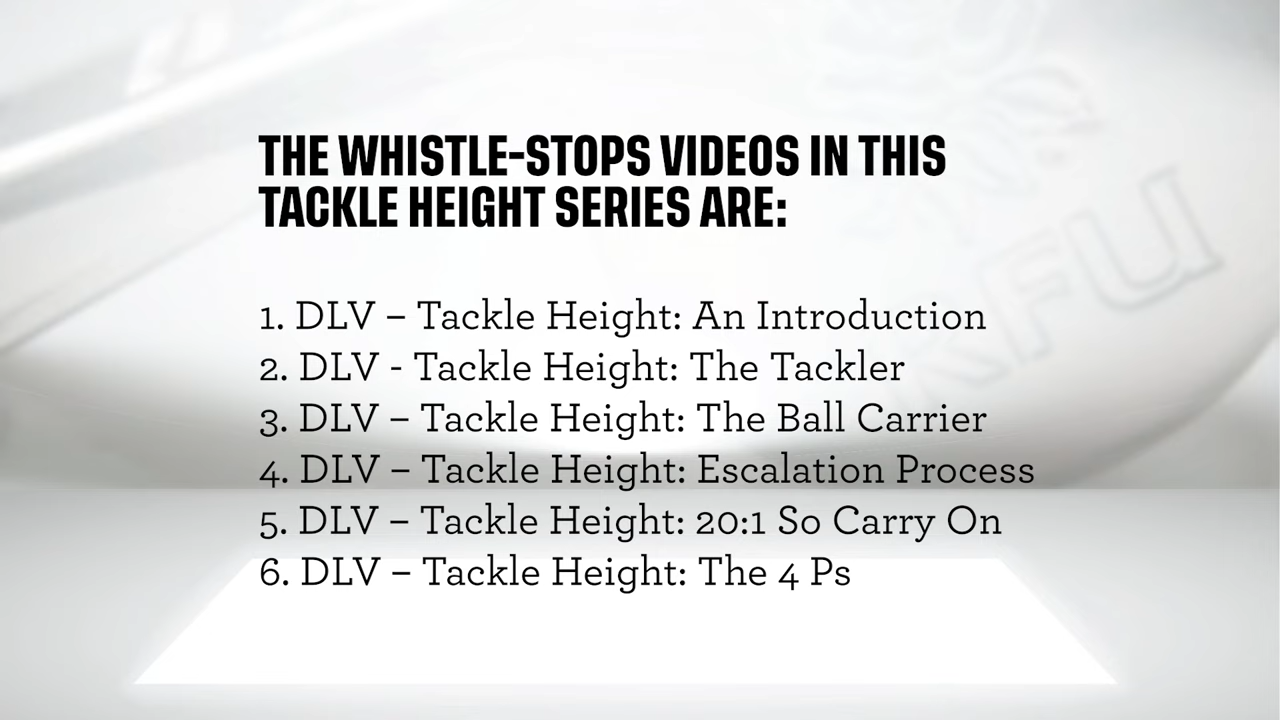 THE WHISTLE-STOPS VIDEOS IN THIS
TACKLE HEIGHT SERIES ARE:
1. DLV – Tackle Height: An Introduction
2. DLV - Tackle Height: The Tackler
3. DLV – Tackle Height: The Ball Carrier
4. DLV – Tackle Height: Escalation Process
5. DLV – Tackle Height: 20:1 So Carry On
6. DLV – Tackle Height: The 4 Ps
RFU